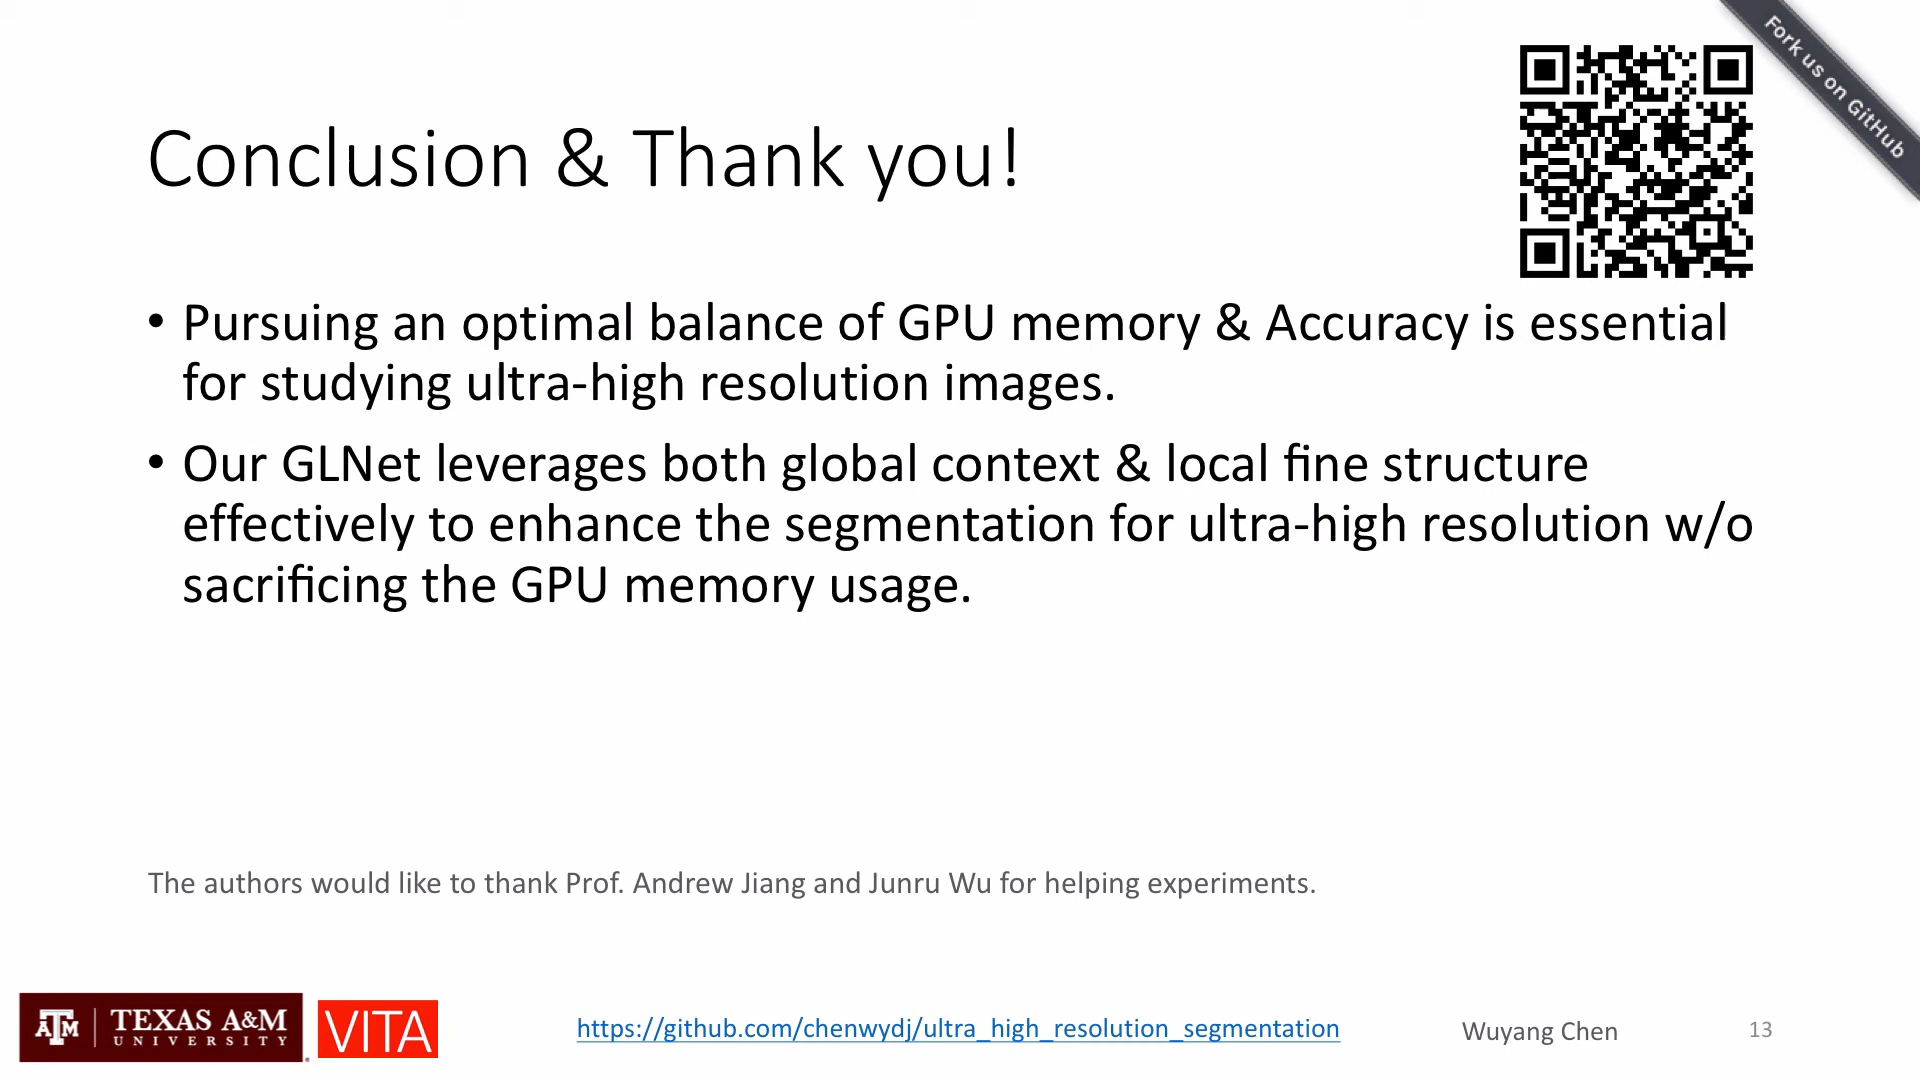 Fork us on GitHub
Conclusion & Thank you!
• Pursuing an optimal balance of GPU memory & Accuracy is essential
for studying ultra-high resolution images.
• Our GLNet leverages both global context & local fine structure
effectively to enhance the segmentation for ultra-high resolution w/o
sacrificing the GPU memory usage.
The authors would like to thank Prof. Andrew Jiang and Junru Wu for helping experiments.
ATM | TEXAS A&M
UNIVERSITY.
VITA
https://github.com/chenwydj/ultra_high_resolution_segmentation
Wuyang Chen
13